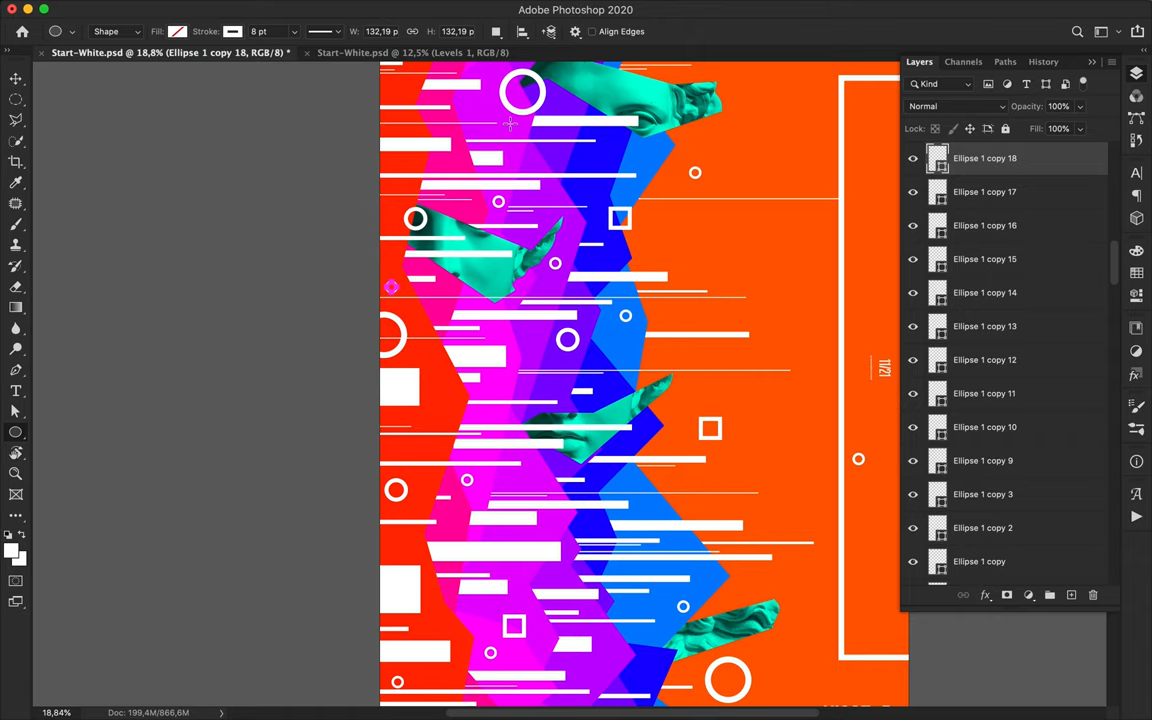 Adobe Photoshop 2020
Shape
Fill:
Stroke:
8 pt
W: 132,19 pi
H: 132,19 pi
Align Edges
Start-White.psd @ 18,8% (Ellipse 1 copy 18, RGB/8) *
Start-White.psd @ 12,5% (Levels 1, RGB/8)
Layers
Channels
Paths
History
Kind
Normal
Opacity: 100%
Lock:
Fill: 100%
Ellipse 1 copy 18
Ellipse 1 copy 17
Ellipse 1 copy 16
Ellipse 1 copy 15
Ellipse 1 copy 14
Ellipse 1 copy 13
Ellipse 1 copy 12
Ellipse 1 copy 11
Ellipse 1 copy 10
Ellipse 1 copy 9
Ellipse 1 copy 3
Ellipse 1 copy 2
Ellipse 1 copy
11/21
18,84%
Doc: 199,4M/866,6M